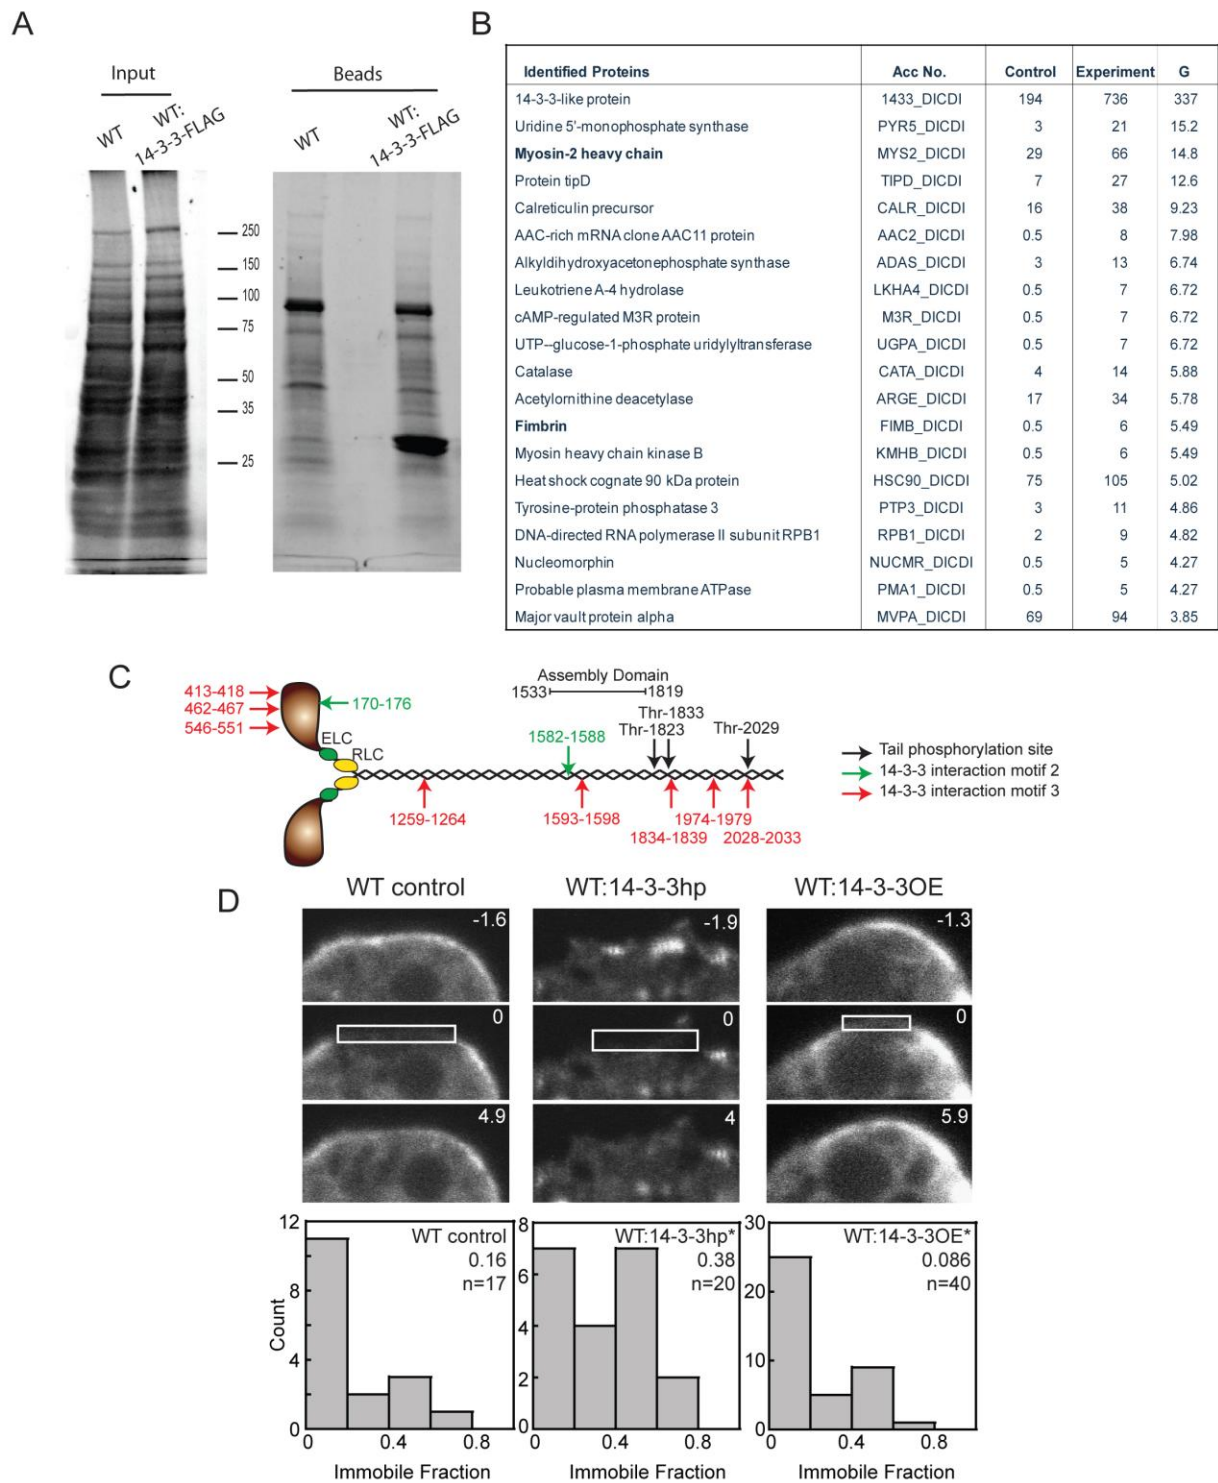 A
Input
Beads
WT
WT:
14-3-3-FLAG
WT
WT:
14-3-3-FLAG
250
150
100
75
50
35
25
B
Identified Proteins Acc No. Control Experiment G
14-3-3-like protein 1433_DICDI 194 736 337
Uridine 5'-monophosphate synthase PYR5_DICDI 3 21 15.2
Myosin-2 heavy chain MYS2_DICDI 29 66 14.8
Protein tipD TIPD_DICDI 7 27 12.6
Calreticulin precursor CALR_DICDI 16 38 9.23
AAC-rich mRNA clone AAC11 protein AAC2_DICDI 0.5 8 7.98
Alkyldihydroxyacetonephosphate synthase ADAS_DICDI 3 13 6.74
Leukotriene A-4 hydrolase LKHA4_DICDI 0.5 7 6.72
cAMP-regulated M3R protein M3R_DICDI 0.5 7 6.72
UTP--glucose-1-phosphate uridylyltransferase UGPA_DICDI 0.5 7 6.72
Catalase CATA_DICDI 4 14 5.88
Acetylornithine deacetylase ARGE_DICDI 17 34 5.78
Fimbrin FIMB_DICDI 0.5 6 5.49
Myosin heavy chain kinase B KMHB_DICDI 0.5 6 5.49
Heat shock cognate 90 kDa protein HSC90_DICDI 75 105 5.02
Tyrosine-protein phosphatase 3 PTP3_DICDI 3 11 4.86
DNA-directed RNA polymerase II subunit RPB1 RPB1_DICDI 2 9 4.82
Nucleomorphin NUCMR_DICDI 0.5 5 4.27
Probable plasma membrane ATPase PMA1_DICDI 0.5 5 4.27
Major vault protein alpha MVPA_DICDI 69 94 3.85
C
413-418
462-467
546-551
170-176
ELC
RLC
Assembly Domain
1533 1819
1582-1588
Thr-1833
Thr-1823
Thr-2029
1259-1264
1593-1598
1834-1839
1974-1979
2028-2033
Tail phosphorylation site
14-3-3 interaction motif 2
14-3-3 interaction motif 3
D
WT control WT:14-3-3hp WT:14-3-3OE
-1.6 -1.9 -1.3
0 0 0
4.9 4 5.9
12
8
4
0
Count
WT control
0.16
n=17
0 0.4 0.8
Immobile Fraction
8
6
4
2
0
WT:14-3-3hp*
0.38
n=20
0 0.4 0.8
Immobile Fraction
30
20
10
0
WT:14-3-3OE*
0.086
n=40
0 0.4 0.8
Immobile Fraction